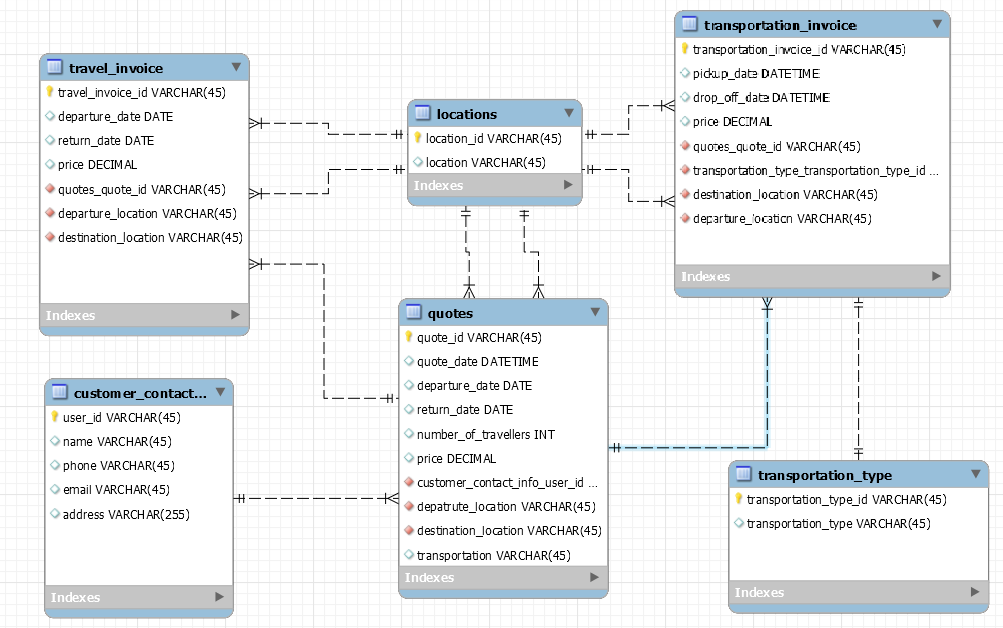 travel_invoice
travel_invoice_id VARCHAR(45)
departure_date DATE
return_date DATE
price DECIMAL
quotes_quote_id VARCHAR(45)
departure_location VARCHAR(45)
destination_location VARCHAR(45)
Indexes
locations
location_id VARCHAR(45)
location VARCHAR(45)
Indexes
transportation_invoice
transportation_invoice_id VARCHAR(45)
pickup_date DATETIME
drop_off_date DATETIME
price DECIMAL
quotes_quote_id VARCHAR(45)
transportation_type_transportation_type_id ...
destination_location VARCHAR(45)
departure_location VARCHAR(45)
Indexes
customer_contact...
user_id VARCHAR(45)
name VARCHAR(45)
phone VARCHAR(45)
email VARCHAR(45)
address VARCHAR(255)
Indexes
quotes
quote_id VARCHAR(45)
quote_date DATETIME
departure_date DATE
return_date DATE
number_of_travellers INT
price DECIMAL
customer_contact_info_user_id ...
depatrute_location VARCHAR(45)
destination_location VARCHAR(45)
transportation VARCHAR(45)
Indexes
transportation_type
transportation_type_id VARCHAR(45)
transportation_type VARCHAR(45)
Indexes